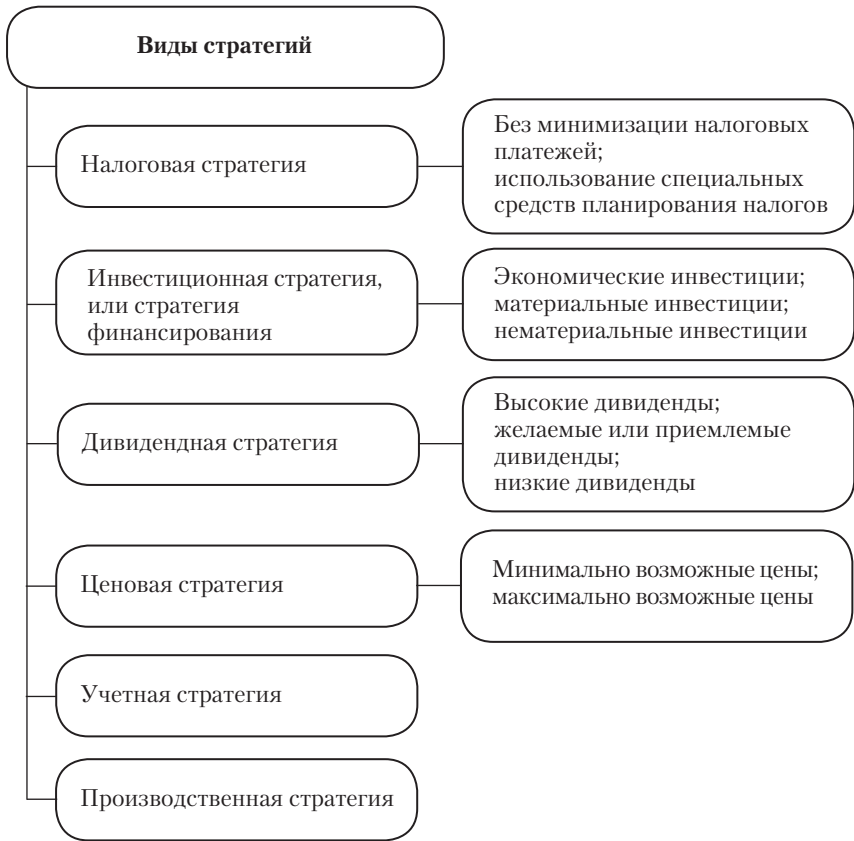 Виды стратегий
Налоговая стратегия
Без минимизации налоговых
платежей;
использование специальных
средств планирования налогов
Инвестиционная стратегия,
или стратегия
финансирования
Экономические инвестиции;
материальные инвестиции;
нематериальные инвестиции
Дивидендная стратегия
Высокие дивиденды;
желаемые или приемлемые
дивиденды;
низкие дивиденды
Ценовая стратегия
Минимально возможные цены;
максимально возможные цены
Учетная стратегия
Производственная стратегия